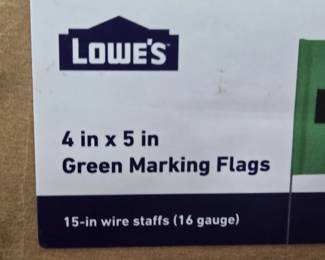 LOWE'S
4 in x 5 in
Green Marking Flags
15-in wire staffs (16 gauge)